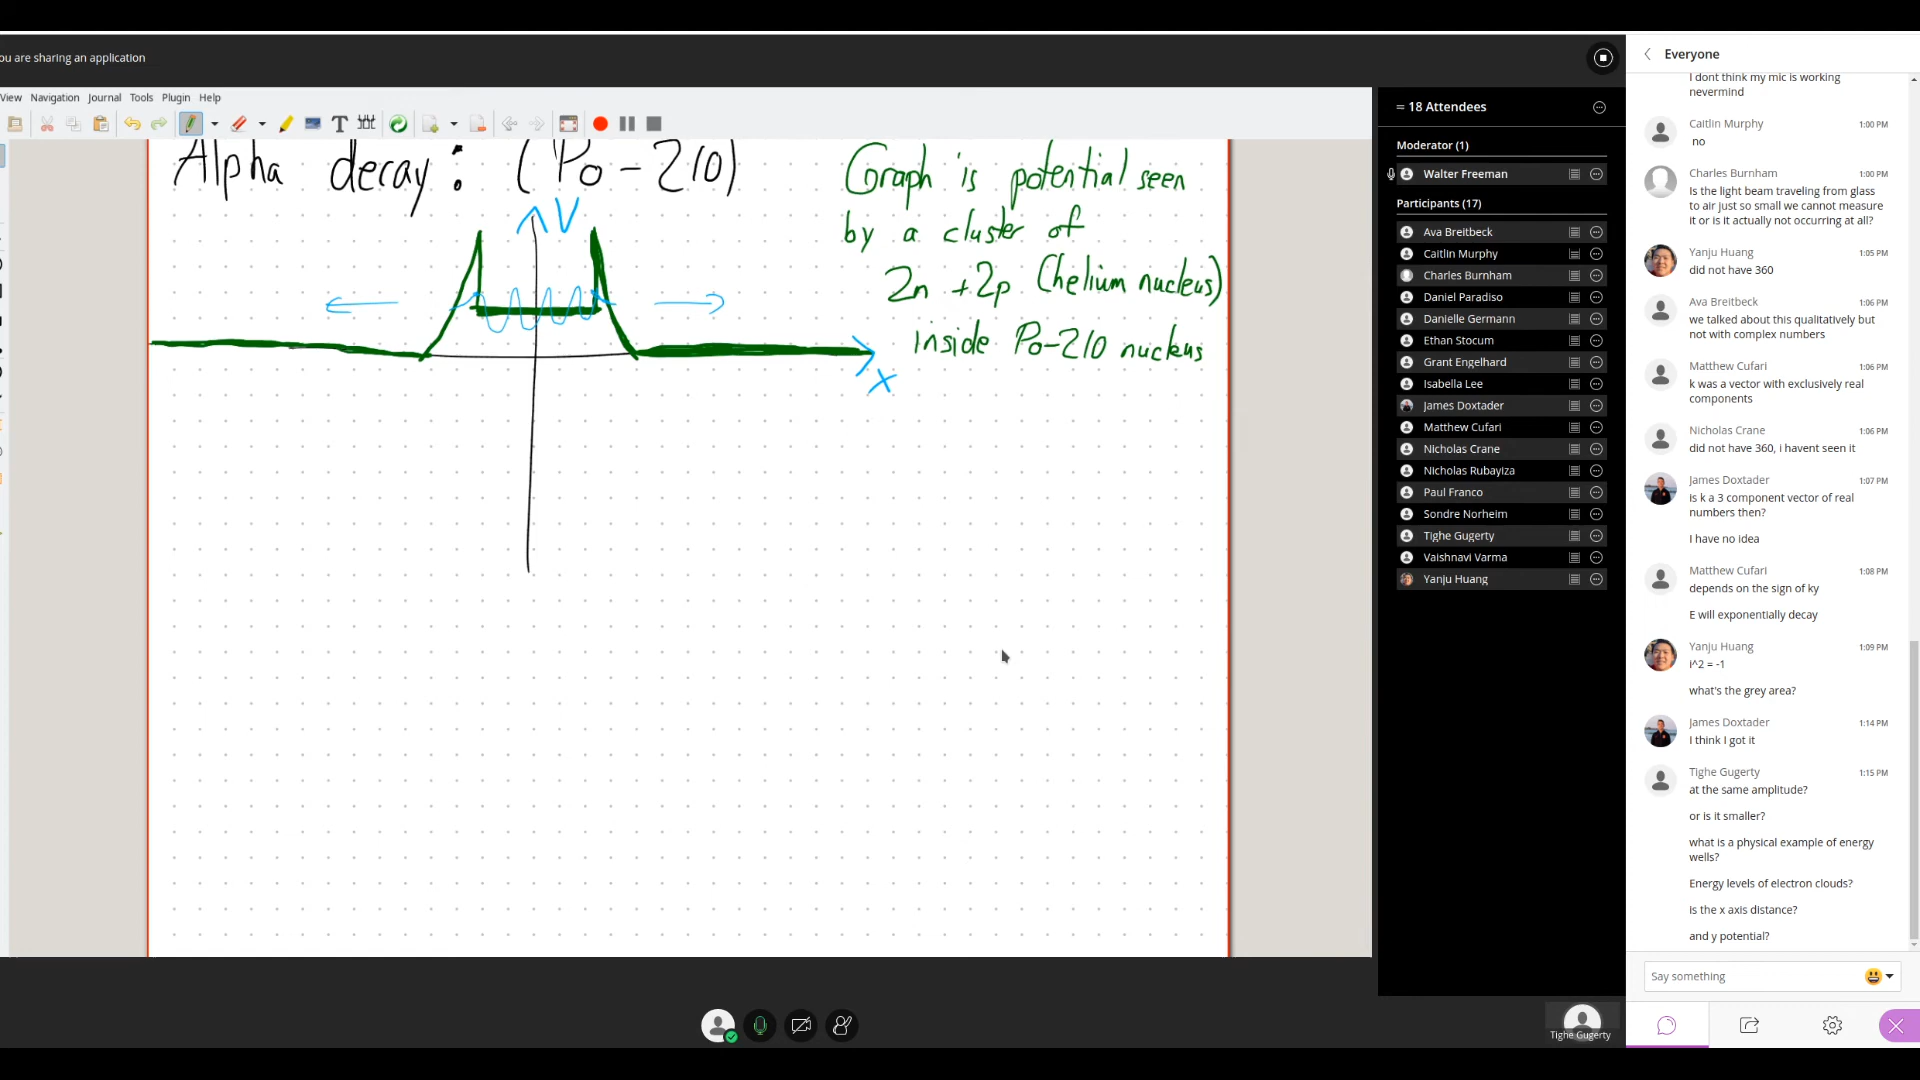 ou are sharing an application
View Navigation Journal Tools Plugin Help
Alpha decay: (Po-210)
V
x
Graph is potential seen
by a cluster of
2n +2p (helium nucleus)
inside Po-210 nucleus
18 Attendees
Moderator (1)
Walter Freeman
Participants (17)
Ava Breitbeck
Caitlin Murphy
Charles Burnham
Daniel Paradiso
Danielle Germann
Ethan Stocum
Grant Engelhard
Isabella Lee
James Doxtader
Matthew Cufari
Nicholas Crane
Nicholas Rubayiza
Paul Franco
Sondre Norheim
Tighe Gugerty
Vaishnavi Varma
Yanju Huang
Tighe Gugerty
Everyone
I dont think my mic is working
nevermind
Caitlin Murphy 1:00 PM
no
Charles Burnham 1:00 PM
Is the light beam traveling from glass
to air just so small we cannot measure
it or is it actually not occurring at all?
Yanju Huang 1:05 PM
did not have 360
Ava Breitbeck 1:06 PM
we talked about this qualitatively but
not with complex numbers
Matthew Cufari 1:06 PM
k was a vector with exclusively real
components
Nicholas Crane 1:06 PM
did not have 360, i havent seen it
James Doxtader 1:07 PM
is k a 3 component vector of real
numbers then?
I have no idea
Matthew Cufari 1:08 PM
depends on the sign of ky
E will exponentially decay
Yanju Huang 1:09 PM
i^2 = -1
what's the grey area?
James Doxtader 1:14 PM
I think I got it
Tighe Gugerty 1:15 PM
at the same amplitude?
or is it smaller?
what is a physical example of energy
wells?
Energy levels of electron clouds?
is the x axis distance?
and y potential?
Say something